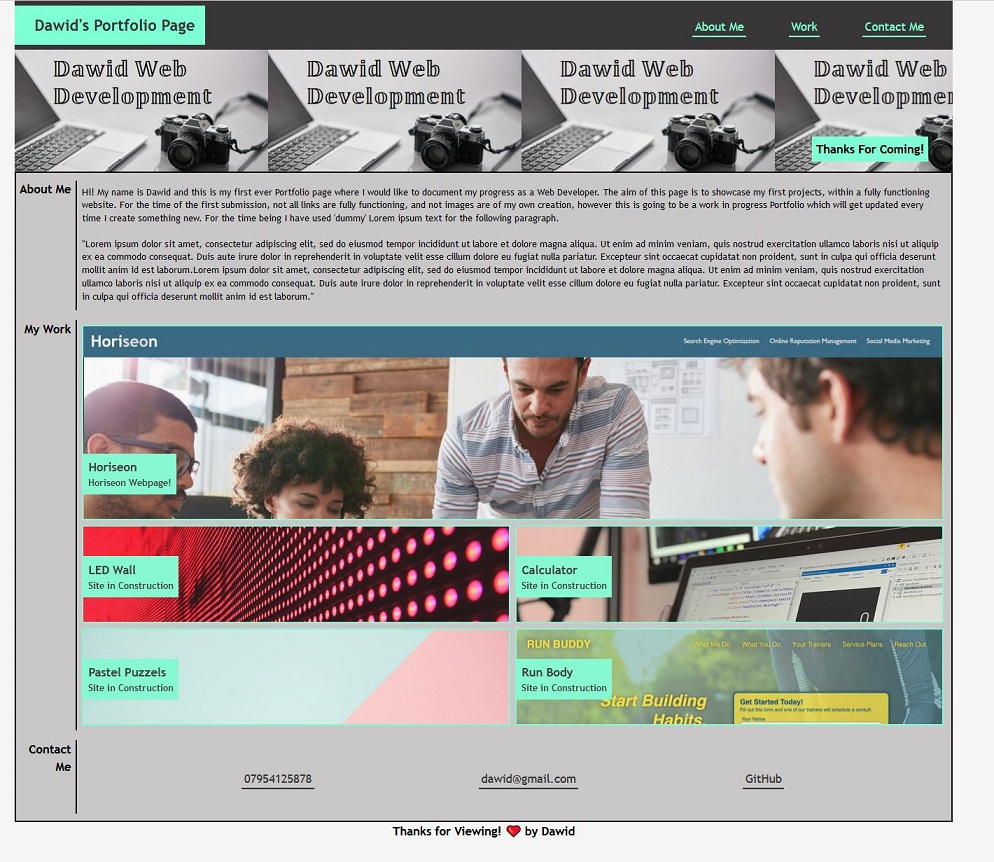 Dawid's Portfolio Page
About Me
Work
Contact Me
Dawid Web
Development
Dawid Web
Development
Dawid Web
Development
Dawid Web
Thanks For Coming!
About Me
Hi! My name is Dawid and this is my first ever Portfolio page where I would like to document my progress as a Web Developer. The aim of this page is to showcase my first projects, within a fully functioning
website. For the time of the first submission, not all links are fully functioning, and not images are of my own creation, however this is going to be a work in progress Portfolio which will get updated every
time I create something new. For the time being I have used 'dummy' Lorem ipsum text for the following paragraph.
"Lorem ipsum dolor sit amet, consectetur adipiscing elit, sed do eiusmod tempor incididunt ut labore et dolore magna aliqua. Ut enim ad minim veniam, quis nostrud exercitation ullamco laboris nisi ut aliquip
ex ea commodo consequat. Duis aute irure dolor in reprehenderit in voluptate velit esse cillum dolore eu fugiat nulla pariatur. Excepteur sint occaecat cupidatat non proident, sunt in culpa qui officia deserunt
mollit anim id est laborum.Lorem ipsum dolor sit amet, consectetur adipiscing elit, sed do eiusmod tempor incididunt ut labore et dolore magna aliqua. Ut enim ad minim veniam, quis nostrud exercitation
ullamco laboris nisi ut aliquip ex ea commodo consequat. Duis aute irure dolor in reprehenderit in voluptate velit esse cillum dolore eu fugiat nulla pariatur. Excepteur sint occaecat cupidatat non proident, sunt
in culpa qui officia deserunt mollit anim id est laborum."
My Work
Horiseon
Search Engine Optimization
Online Reputation Management
Social Media Marketing
Horiseon
Horiseon Webpage!
LED Wall
Site in Construction
Calculator
Site in Construction
Pastel Puzzels
Site in Construction
RUN BUDDY
What We Do
What You Do
Your Trainers
Service Plans
Reach Out
Run Body
Site in Construction
Start Building
Habits.
Get Started Today!
Fill out this form and one of our trainers will schedule a consult.
Your Name
Contact
Me
07954125878
dawid@gmail.com
GitHub
Thanks for Viewing! ❤️ by Dawid